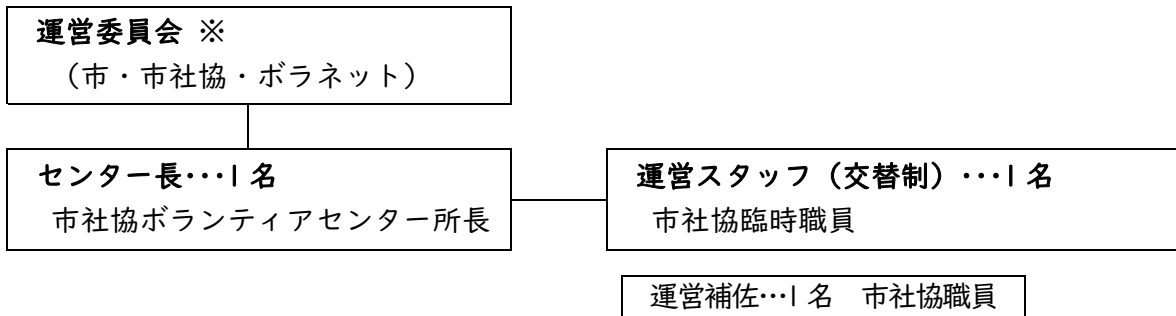 運営委員会 ※
(市・市社協・ボラネット)
センター長･･･1 名
市社協ボランティアセンター所長
運営スタッフ(交替制)･･･1 名
市社協臨時職員
運営補佐…1 名　市社協職員